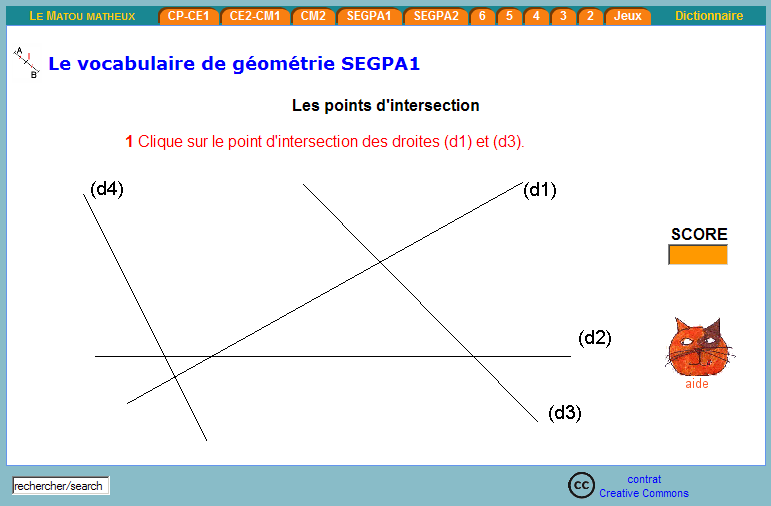 LE MATOU MATHEUX CP-CE1 CE2-CM1 CM2 SEGPA1 SEGPA2 6 5 4 3 2 Jeux Dictionnaire
A
B
Le vocabulaire de géométrie SEGPA1
Les points d'intersection
1 Clique sur le point d'intersection des droites (d1) et (d3).
(d4)
(d1)
SCORE
(d2)
aide
(d3)
rechercher/search
cc contrat
Creative Commons